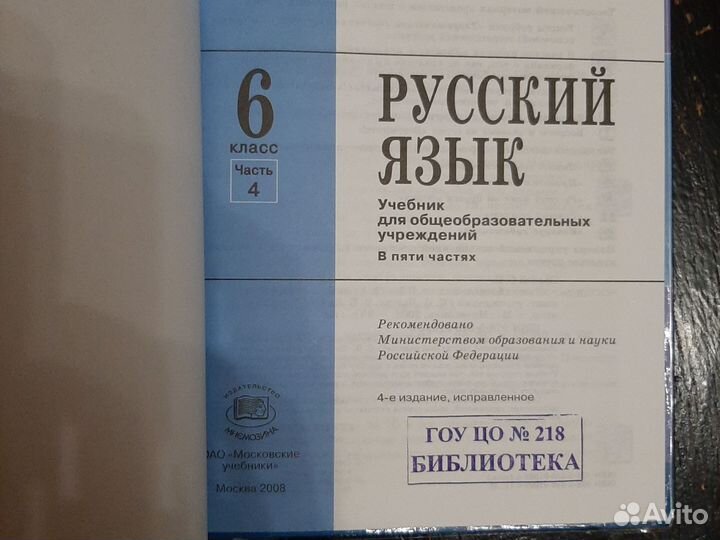 6
класс
Часть
4
РУССКИЙ
ЯЗЫК
Учебник
для общеобразовательных
учреждений
В пяти частях
Рекомендовано
Министерством образования и науки
Российской Федерации
4-е издание, исправленное
ИЗДАТЕЛЬСТВО
МНЕМОЗИНА
ОАО «Московские
учебники»
Москва 2008
ГОУ ЦО № 218
БИБЛИОТЕКА
Avito